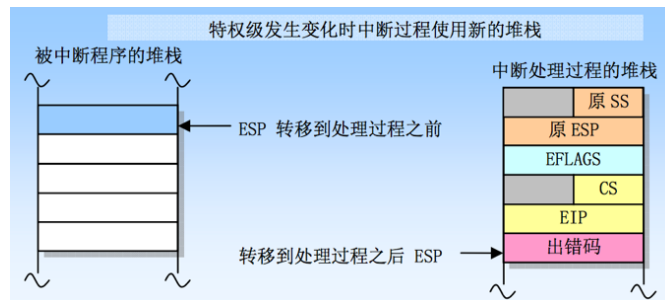 特权级发生变化时中断过程使用新的堆栈
被中断程序的堆栈
中断处理过程的堆栈
原 SS
ESP 转移到处理过程之前
原 ESP
EFLAGS
CS
EIP
转移到处理过程之后 ESP
出错码